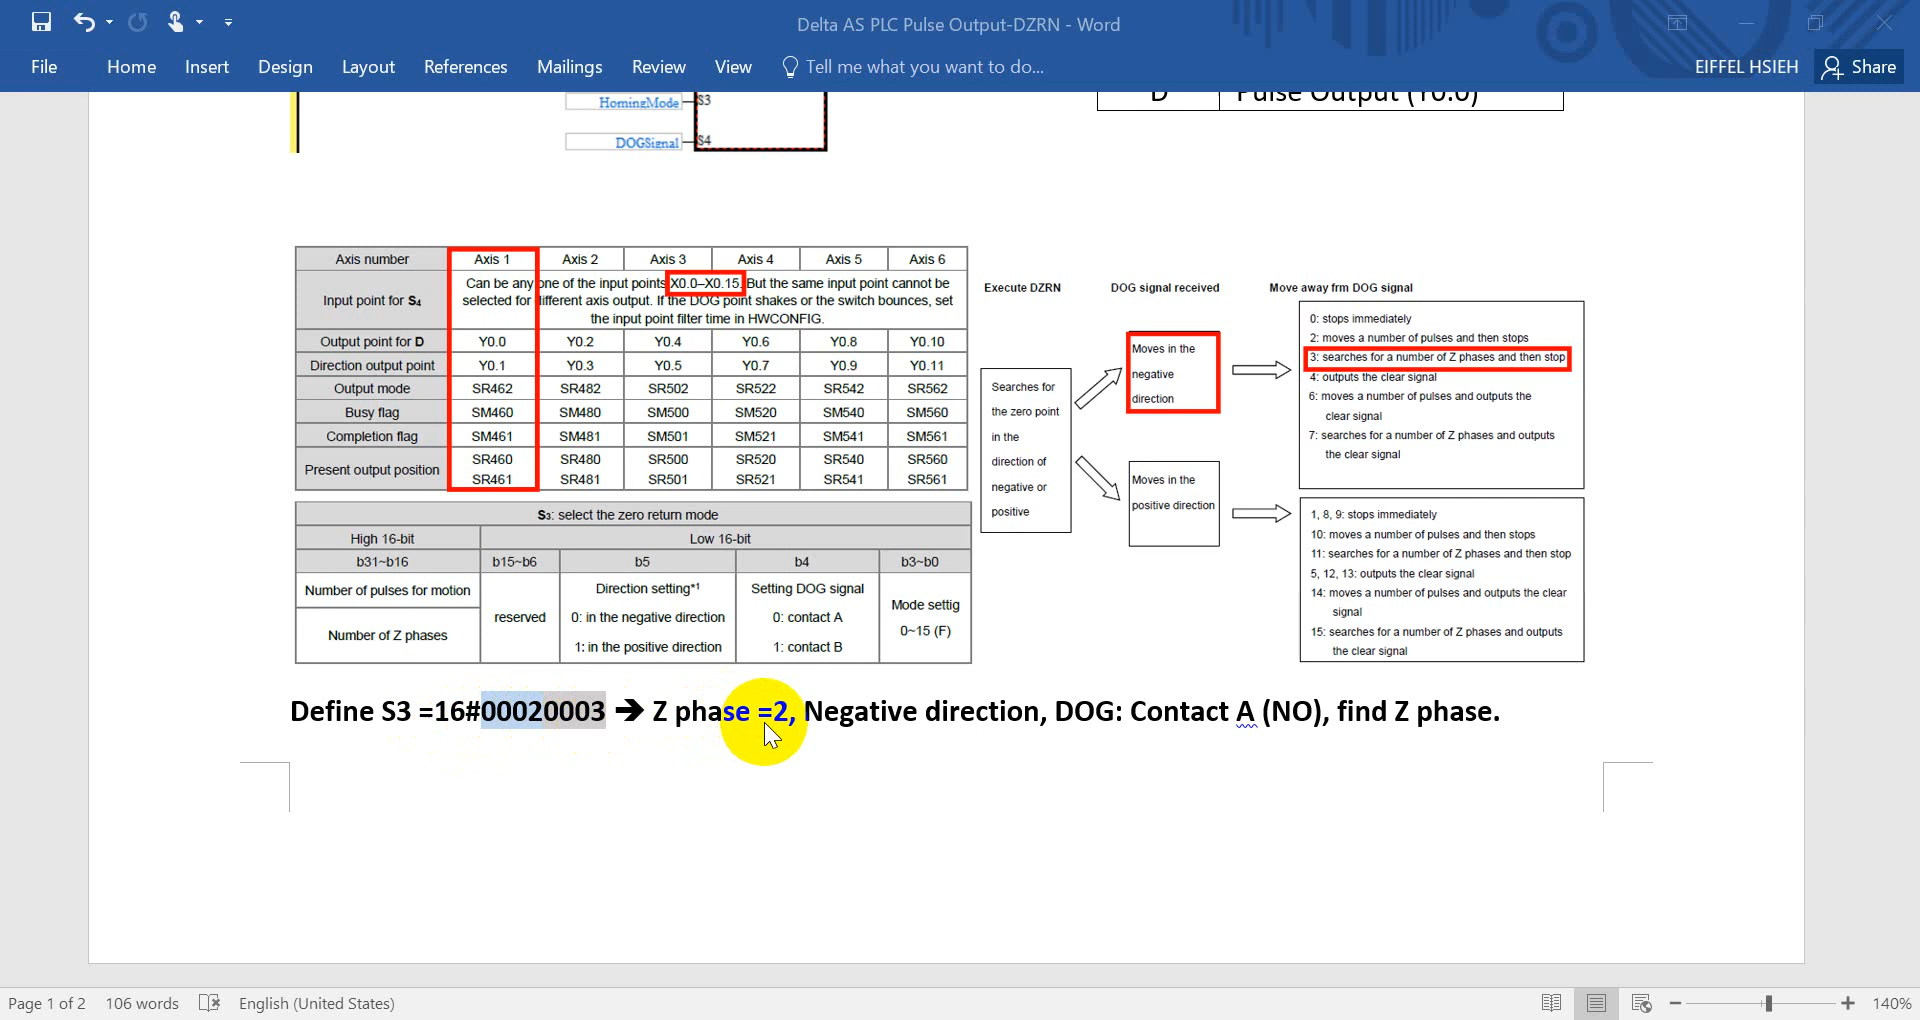 Delta AS PLC Pulse Output-DZRN - Word
File Home Insert Design Layout References Mailings Review View Tell me what you want to do... EIFFEL HSIEH Share
HomingMode S3
D Pulse Output (Y0.0)
DOGSignal S4
Axis number Axis 1 Axis 2 Axis 3 Axis 4 Axis 5 Axis 6
Input point for S4
Can be any one of the input points X0.0–X0.15. But the same input point cannot be
selected for different axis output. If the DOG point shakes or the switch bounces, set
the input point filter time in HWCONFIG.
Output point for D Y0.0 Y0.2 Y0.4 Y0.6 Y0.8 Y0.10
Direction output point Y0.1 Y0.3 Y0.5 Y0.7 Y0.9 Y0.11
Output mode SR462 SR482 SR502 SR522 SR542 SR562
Busy flag SM460 SM480 SM500 SM520 SM540 SM560
Completion flag SM461 SM481 SM501 SM521 SM541 SM561
Present output position
SR460 SR480 SR500 SR520 SR540 SR560
SR461 SR481 SR501 SR521 SR541 SR561
S3: select the zero return mode
High 16-bit Low 16-bit
b31~b16 b15~b6 b5 b4 b3~b0
Number of pulses for motion
Number of Z phases
reserved
Direction setting*1
0: in the negative direction
1: in the positive direction
Setting DOG signal
0: contact A
1: contact B
Mode settig
0~15 (F)
Execute DZRN DOG signal received Move away frm DOG signal
Searches for
the zero point
in the
direction of
negative or
positive
Moves in the
negative
direction
0: stops immediately
2: moves a number of pulses and then stops
3: searches for a number of Z phases and then stop
4: outputs the clear signal
6: moves a number of pulses and outputs the
clear signal
7: searches for a number of Z phases and outputs
the clear signal
Moves in the
positive direction
1, 8, 9: stops immediately
10: moves a number of pulses and then stops
11: searches for a number of Z phases and then stop
5, 12, 13: outputs the clear signal
14: moves a number of pulses and outputs the clear
signal
15: searches for a number of Z phases and outputs
the clear signal
Define S3 =16#00020003 ➔ Z phase =2, Negative direction, DOG: Contact A (NO), find Z phase.
Page 1 of 2 106 words English (United States) 140%